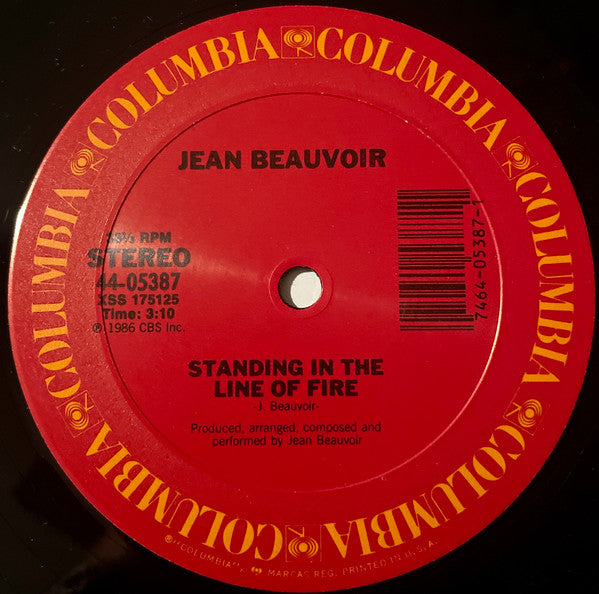 COLUMBIA COLUMBIA COLUMBIA COLUMBIA COLUMBIA COLUMBIA COLUMBIA
JEAN BEAUVOIR
33⅓ RPM
STEREO
44-05387
XSS 175125
Time: 3:10
℗ 1986 CBS Inc.
7464-05387-1
STANDING IN THE
LINE OF FIRE
-J. Beauvoir-
Produced, arranged, composed and
performed by Jean Beauvoir
"COLUMBIA", MARCAS REG. PRINTED IN U.S.A.